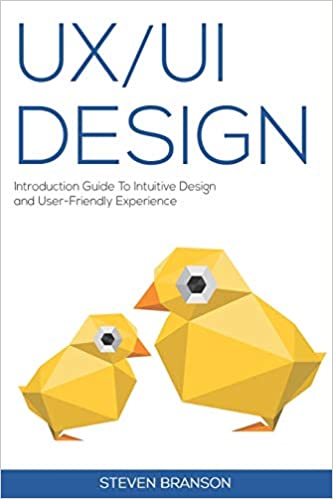 UX/UI
DESIGN
Introduction Guide To Intuitive Design
and User-Friendly Experience
STEVEN BRANSON